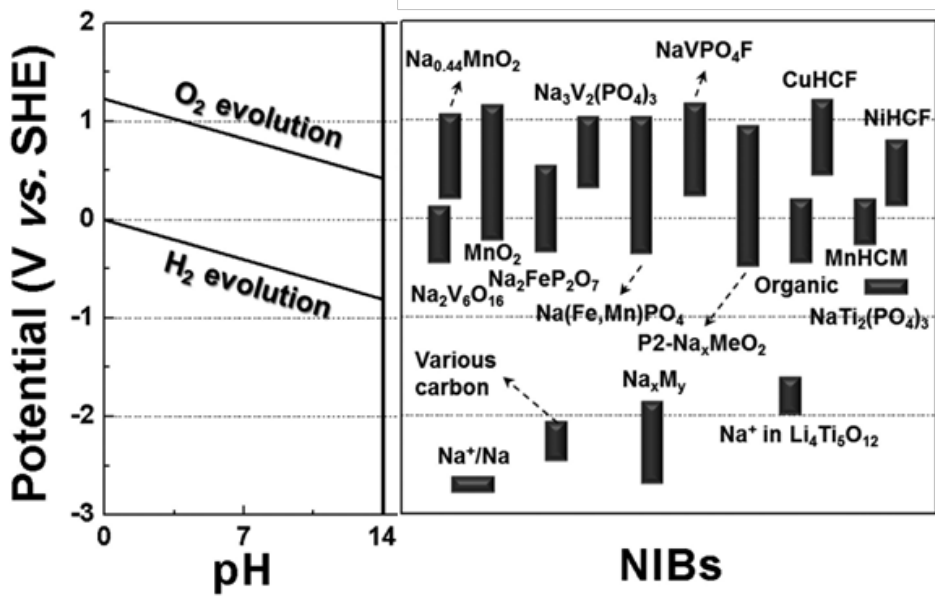 Potential (V vs. SHE)
2
1
0
-1
-2
-3
O₂ evolution
H₂ evolution
0
7
14
pH
Na₀.₄₄MnO₂
NaVPO₄F
Na₃V₂(PO₄)₃
CuHCF
NiHCF
MnO₂
Na₂FeP₂O₇
Na₂V₆O₁₆
Na(Fe,Mn)PO₄
P2-NaₓMeO₂
Organic
MnHCM
NaTi₂(PO₄)₃
Various
carbon
NaₓMᵧ
Na⁺ in Li₄Ti₅O₁₂
Na⁺/Na
NIBs